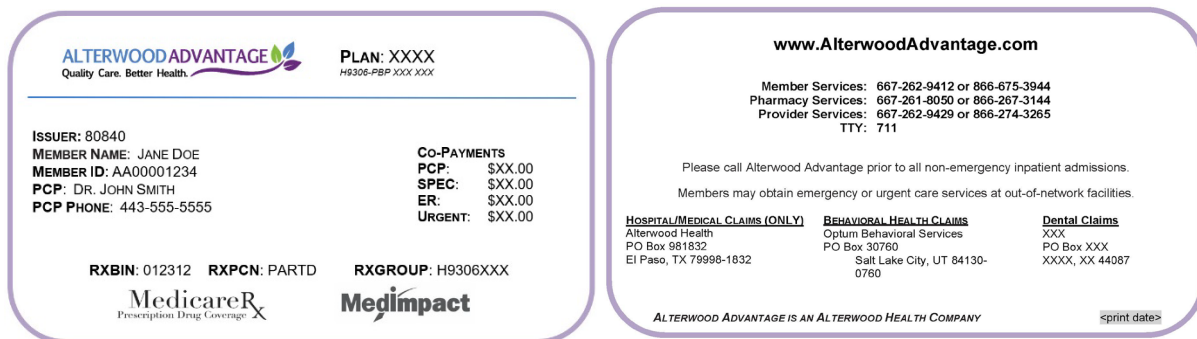 ALTERWOOD ADVANTAGE
Quality Care. Better Health.
PLAN: XXXX
H9306-PBP XXX XXX
ISSUER: 80840
MEMBER NAME: JANE DOE
MEMBER ID: AA00001234
PCP: DR. JOHN SMITH
PCP PHONE: 443-555-5555
CO-PAYMENTS
PCP: $XX.00
SPEC: $XX.00
ER: $XX.00
URGENT: $XX.00
RXBIN: 012312 RXPCN: PARTD RXGROUP: H9306XXX
MedicareRx
Prescription Drug Coverage
Medimpact
www.AlterwoodAdvantage.com
Member Services: 667-262-9412 or 866-675-3944
Pharmacy Services: 667-261-8050 or 866-267-3144
Provider Services: 667-262-9429 or 866-274-3265
TTY: 711
Please call Alterwood Advantage prior to all non-emergency inpatient admissions.
Members may obtain emergency or urgent care services at out-of-network facilities.
HOSPITAL/MEDICAL CLAIMS (ONLY)
Alterwood Health
PO Box 981832
El Paso, TX 79998-1832
BEHAVIORAL HEALTH CLAIMS
Optum Behavioral Services
PO Box 30760
Salt Lake City, UT 84130-
0760
Dental Claims
XXX
PO Box XXX
XXXX, XX 44087
ALTERWOOD ADVANTAGE IS AN ALTERWOOD HEALTH COMPANY
<print date>